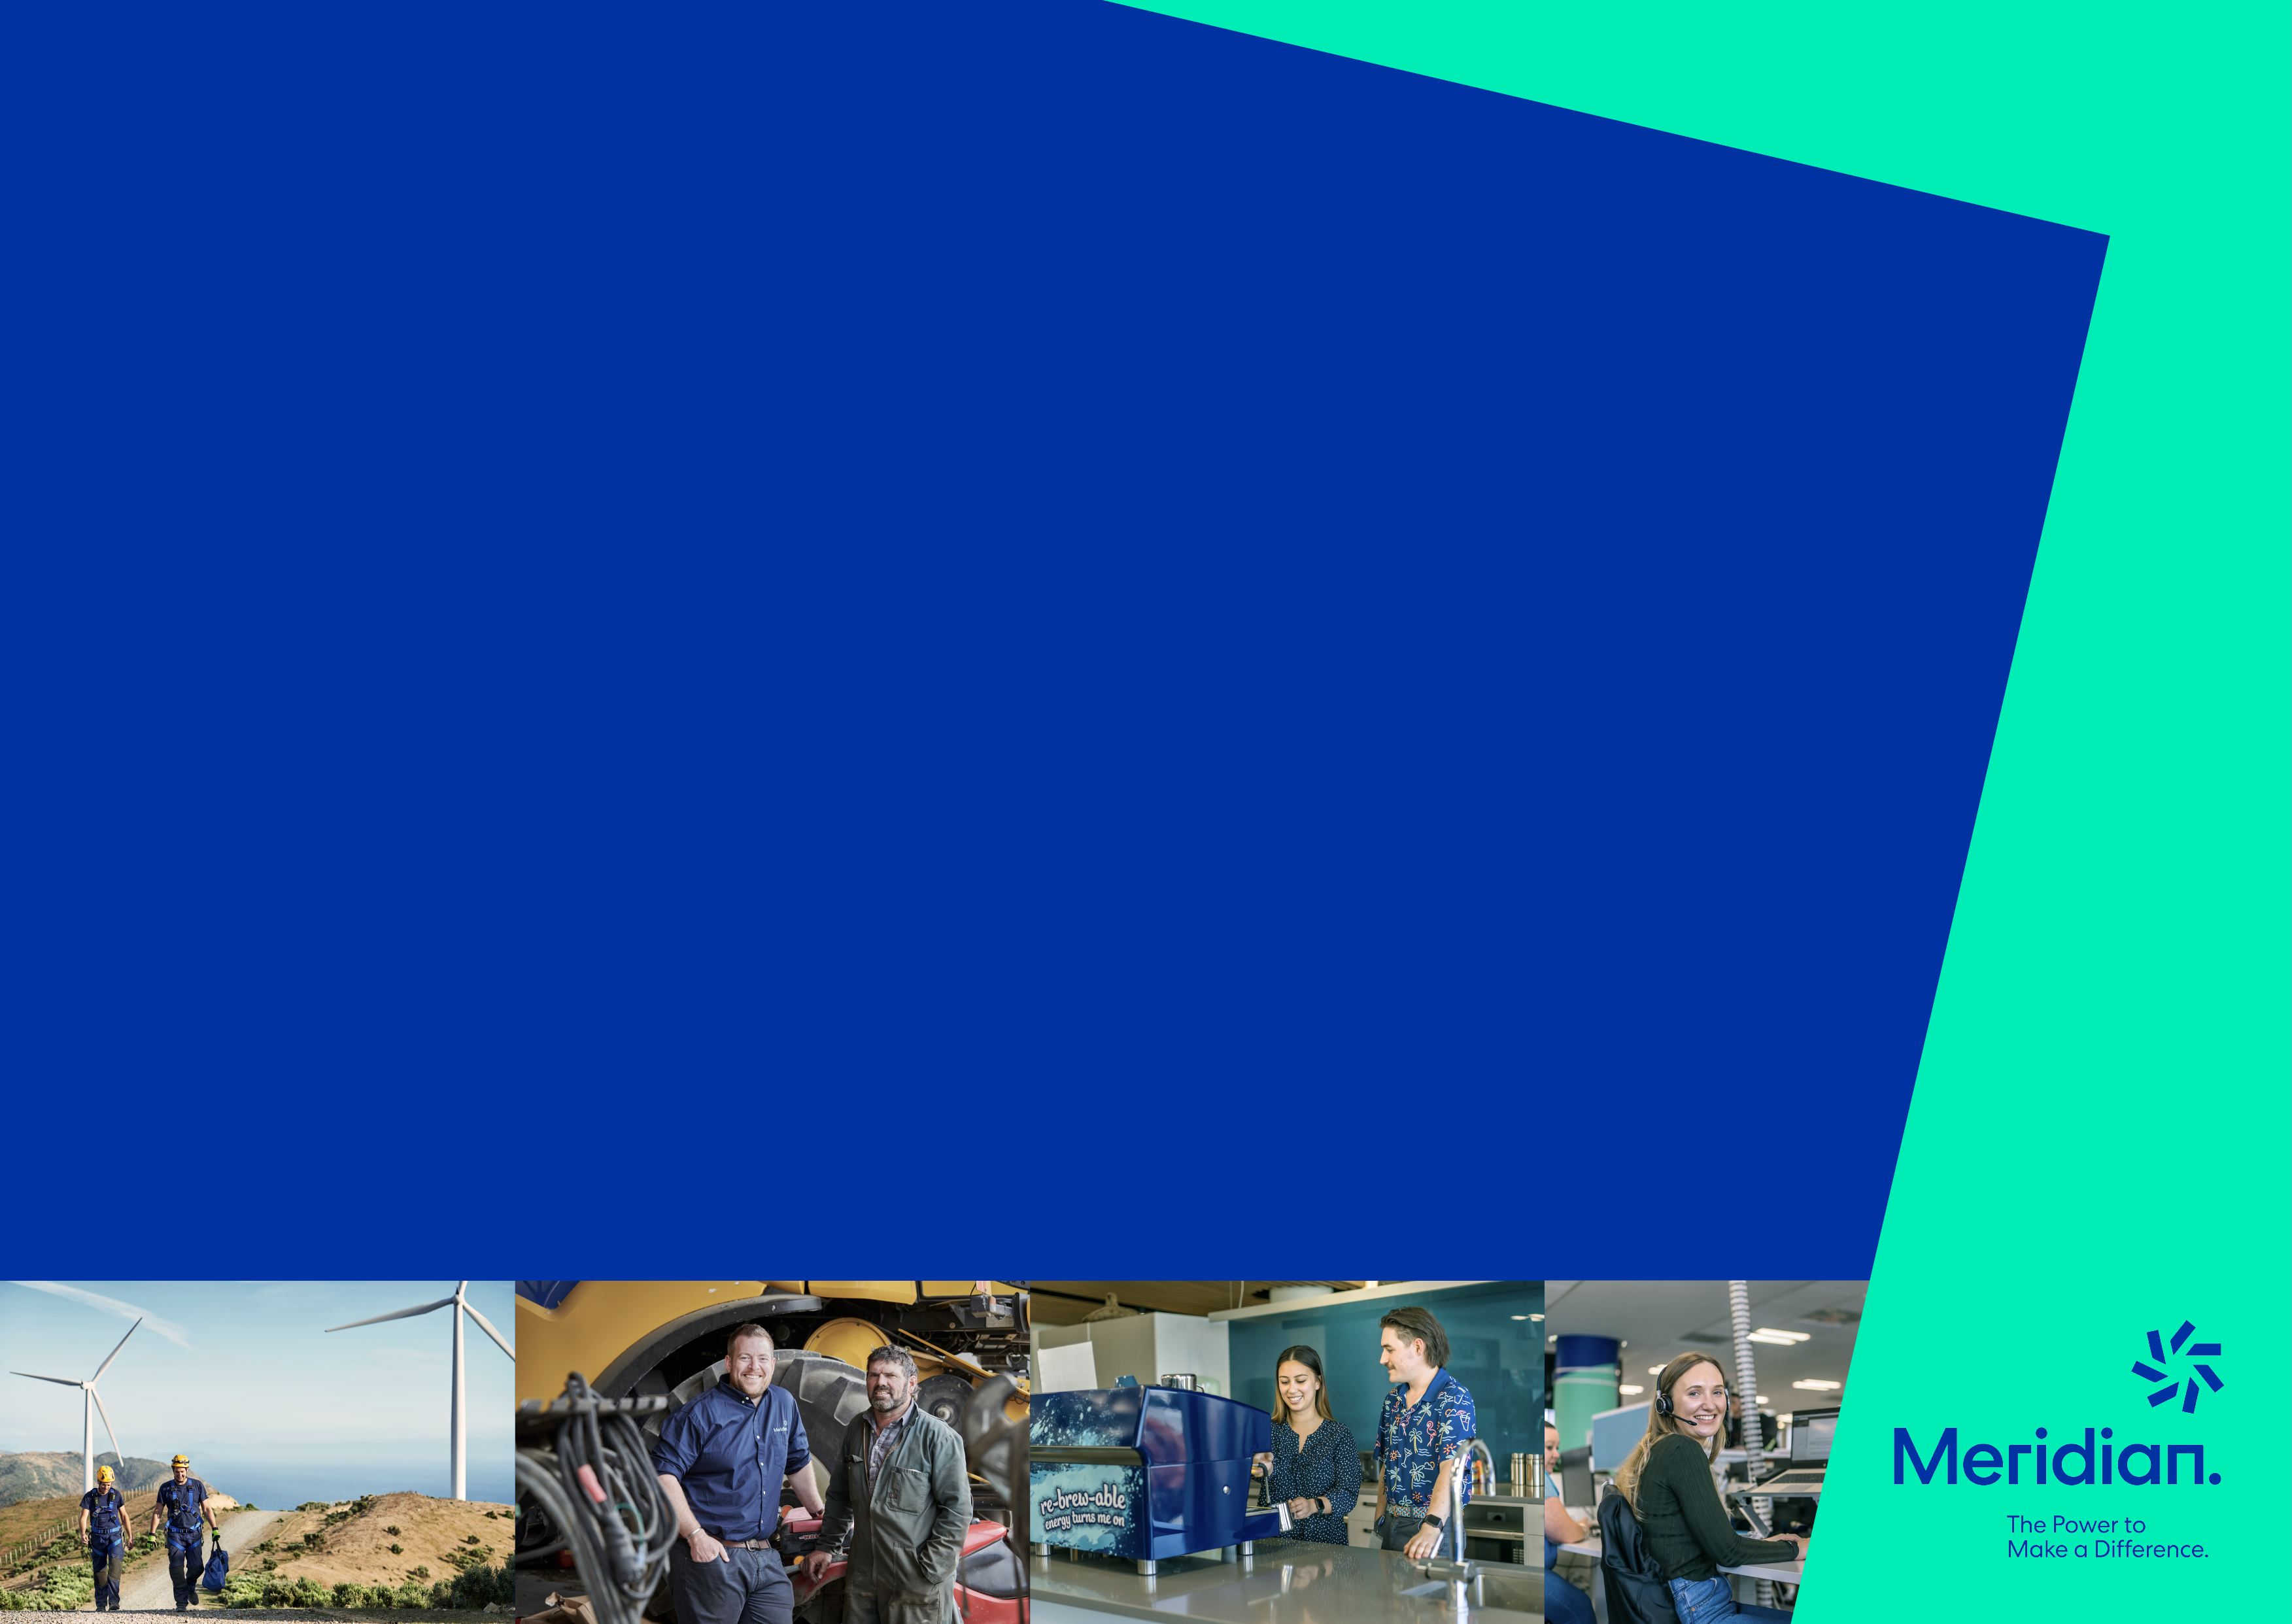 re-brew-able
energy turns me on
Meridian.
The Power to
Make a Difference.